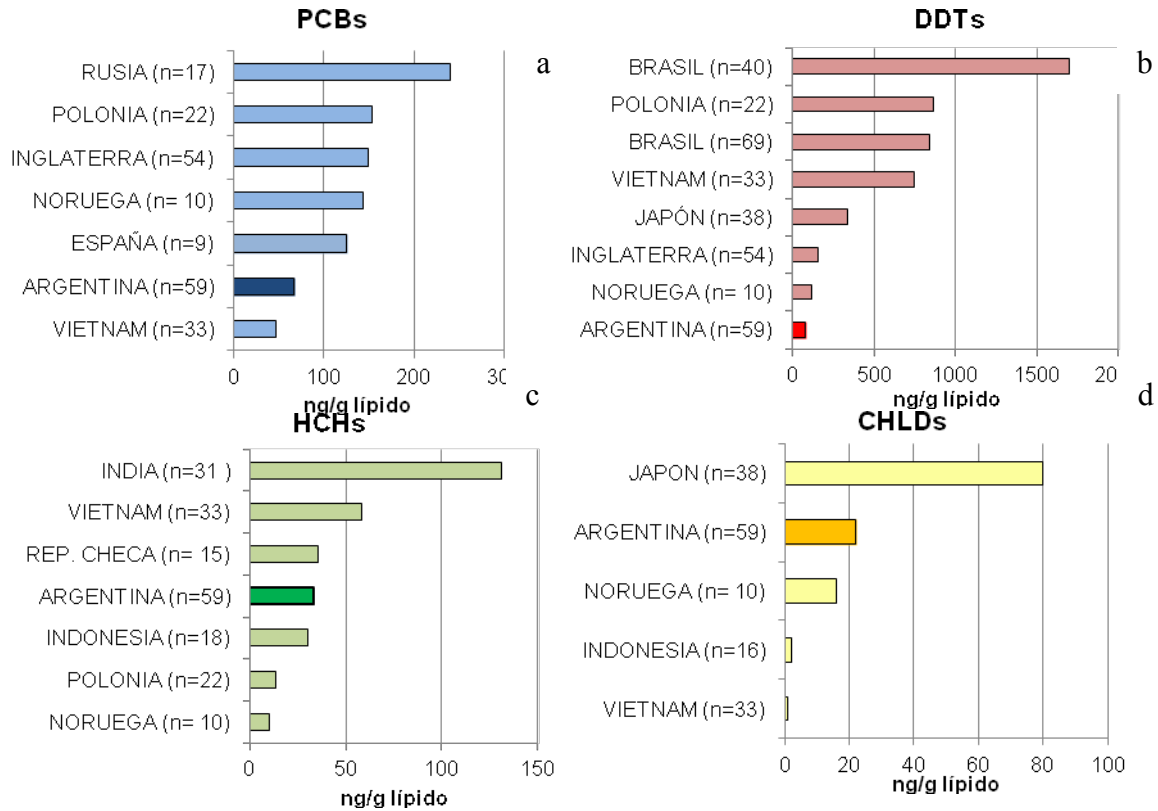 PCBs
a
RUSIA (n=17)
POLONIA (n=22)
INGLATERRA (n=54)
NORUEGA (n= 10)
ESPAÑA (n=9)
ARGENTINA (n=59)
VIETNAM (n=33)
0 100 200 30
ng/g lípido
DDTs
b
BRASIL (n=40)
POLONIA (n=22)
BRASIL (n=69)
VIETNAM (n=33)
JAPÓN (n=38)
INGLATERRA (n=54)
NORUEGA (n= 10)
ARGENTINA (n=59)
0 500 1000 1500 20
ng/g lípido
HCHs
c
INDIA (n=31 )
VIETNAM (n=33)
REP. CHECA (n= 15)
ARGENTINA (n=59)
INDONESIA (n=18)
POLONIA (n=22)
NORUEGA (n= 10)
0 50 100 150
ng/g lípido
CHLDs
d
JAPON (n=38)
ARGENTINA (n=59)
NORUEGA (n= 10)
INDONESIA (n=16)
VIETNAM (n=33)
0 20 40 60 80 100
ng/g lípido